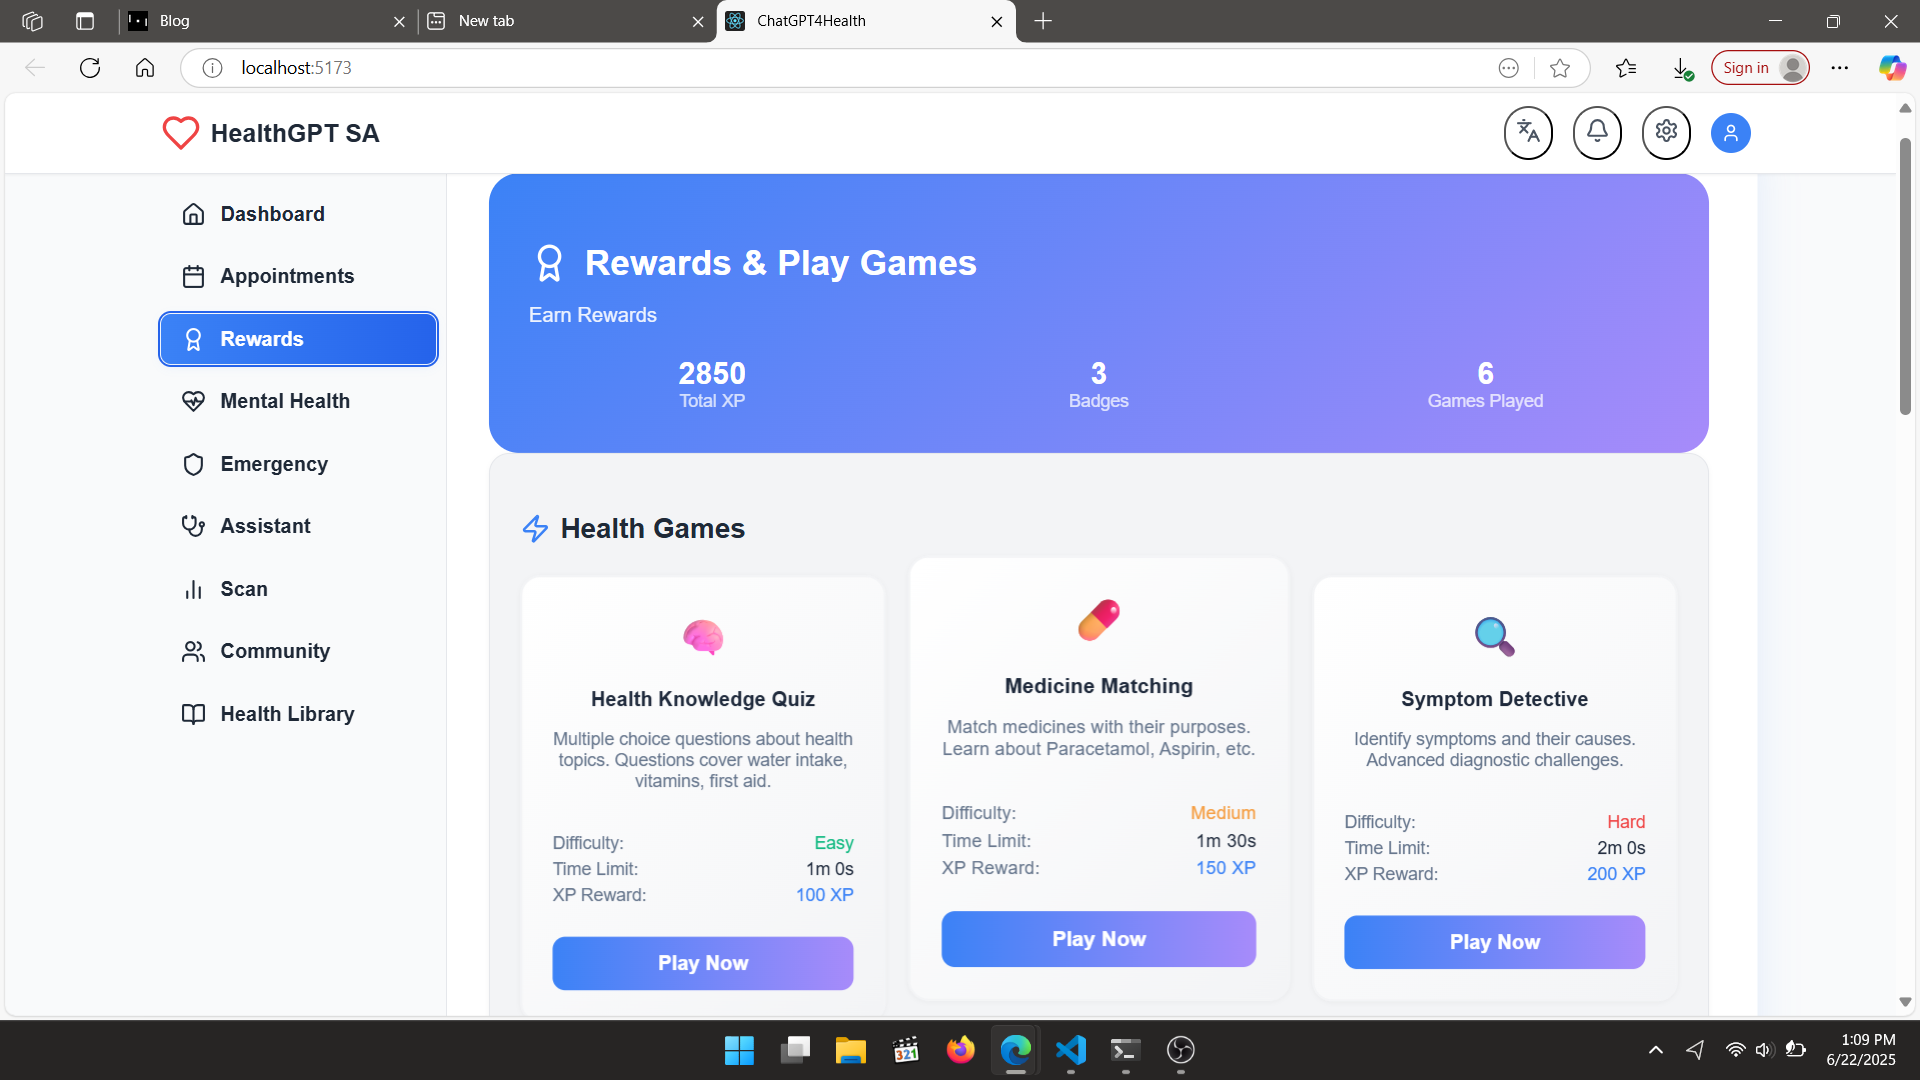 Blog
New tab
ChatGPT4Health
localhost:5173
Sign in
HealthGPT SA
Dashboard
Appointments
Rewards
Mental Health
Emergency
Assistant
Scan
Community
Health Library
Rewards & Play Games
Earn Rewards
2850
Total XP
3
Badges
6
Games Played
Health Games
Health Knowledge Quiz
Multiple choice questions about health
topics. Questions cover water intake,
vitamins, first aid.
Difficulty: Easy
Time Limit: 1m 0s
XP Reward: 100 XP
Play Now
Medicine Matching
Match medicines with their purposes.
Learn about Paracetamol, Aspirin, etc.
Difficulty: Medium
Time Limit: 1m 30s
XP Reward: 150 XP
Play Now
Symptom Detective
Identify symptoms and their causes.
Advanced diagnostic challenges.
Difficulty: Hard
Time Limit: 2m 0s
XP Reward: 200 XP
Play Now
321
1:09 PM
6/22/2025